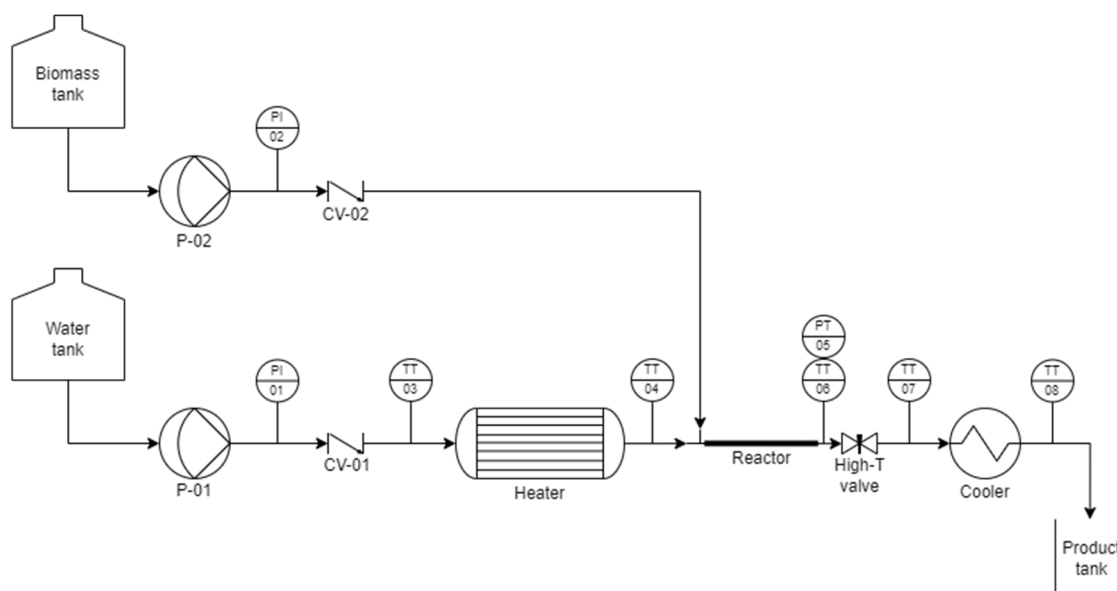 Biomass
tank
PI
02
P-02
CV-02
Water
tank
PI
01
P-01
CV-01
TT
03
Heater
TT
04
Reactor
PT
05
TT
06
High-T
valve
TT
07
Cooler
TT
08
Product
tank